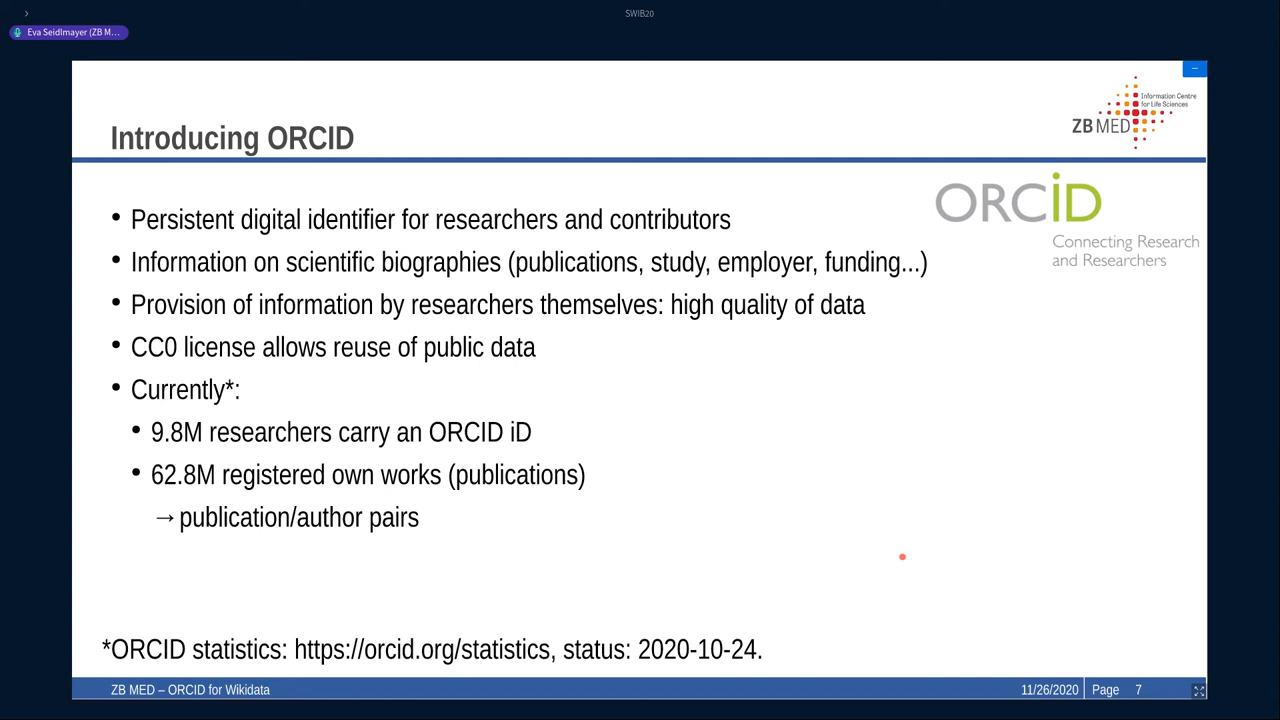 SWIB20
Eva Seidlmayer (ZB M...
Information Centre
for Life Sciences
ZB MED
Introducing ORCID
ORCiD
Connecting Research
and Researchers
• Persistent digital identifier for researchers and contributors
• Information on scientific biographies (publications, study, employer, funding...)
• Provision of information by researchers themselves: high quality of data
• CC0 license allows reuse of public data
• Currently*:
• 9.8M researchers carry an ORCID iD
• 62.8M registered own works (publications)
→publication/author pairs
*ORCID statistics: https://orcid.org/statistics, status: 2020-10-24.
ZB MED – ORCID for Wikidata
11/26/2020 Page 7